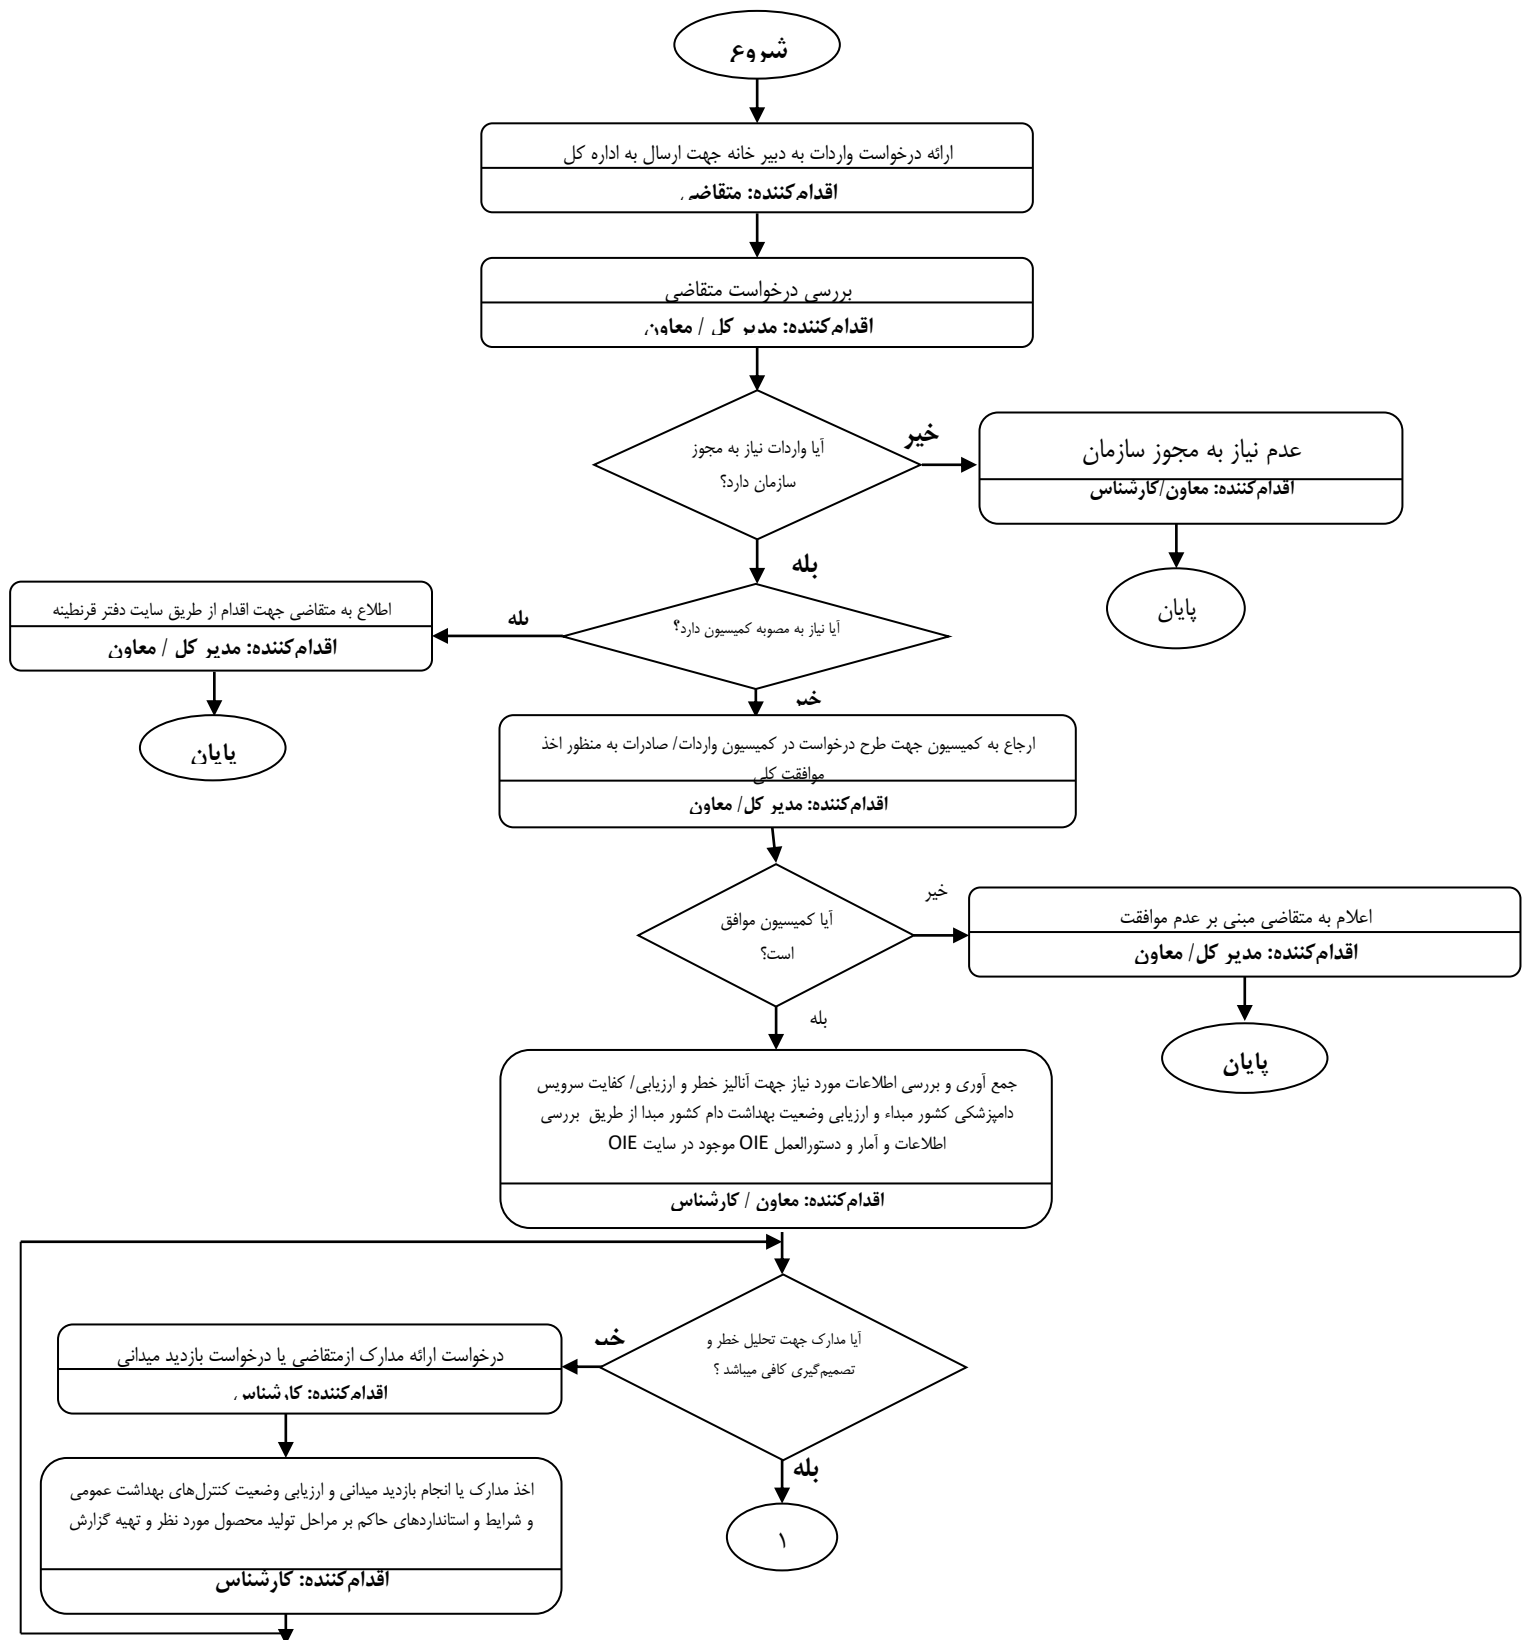 شروع
ارائه درخواست واردات به دبیر خانه جهت ارسال به اداره کل
اقدام‌کننده: متقاضی
بررسی درخواست متقاضی
اقدام‌کننده: مدیر کل / معاون
آیا واردات نیاز به مجوز
سازمان دارد؟
خیر
عدم نیاز به مجوز سازمان
اقدام‌کننده: معاون/کارشناس
پایان
بله
آیا نیاز به مصوبه کمیسیون دارد؟
بله
اطلاع به متقاضی جهت اقدام از طریق سایت دفتر قرنطینه
اقدام‌کننده: مدیر کل / معاون
پایان
خیر
ارجاع به کمیسیون جهت طرح درخواست در کمیسیون واردات/ صادرات به منظور اخذ
موافقت کلی
اقدام‌کننده: مدیر کل/ معاون
آیا کمیسیون موافق
است؟
خیر
اعلام به متقاضی مبنی بر عدم موافقت
اقدام‌کننده: مدیر کل/ معاون
پایان
بله
جمع آوری و بررسی اطلاعات مورد نیاز جهت آنالیز خطر و ارزیابی/ کفایت سرویس
دامپزشکی کشور مبداء و ارزیابی وضعیت بهداشت دام کشور مبدا از طریق بررسی
اطلاعات و آمار و دستورالعمل OIE موجود در سایت OIE
اقدام‌کننده: معاون / کارشناس
آیا مدارک جهت تحلیل خطر و
تصمیم‌گیری کافی میباشد ؟
خیر
درخواست ارائه مدارک ازمتقاضی یا درخواست بازدید میدانی
اقدام‌کننده: کارشناس
اخذ مدارک یا انجام بازدید میدانی و ارزیابی وضعیت کنترل‌های بهداشت عمومی
و شرایط و استانداردهای حاکم بر مراحل تولید محصول مورد نظر و تهیه گزارش
اقدام‌کننده: کارشناس
بله
۱